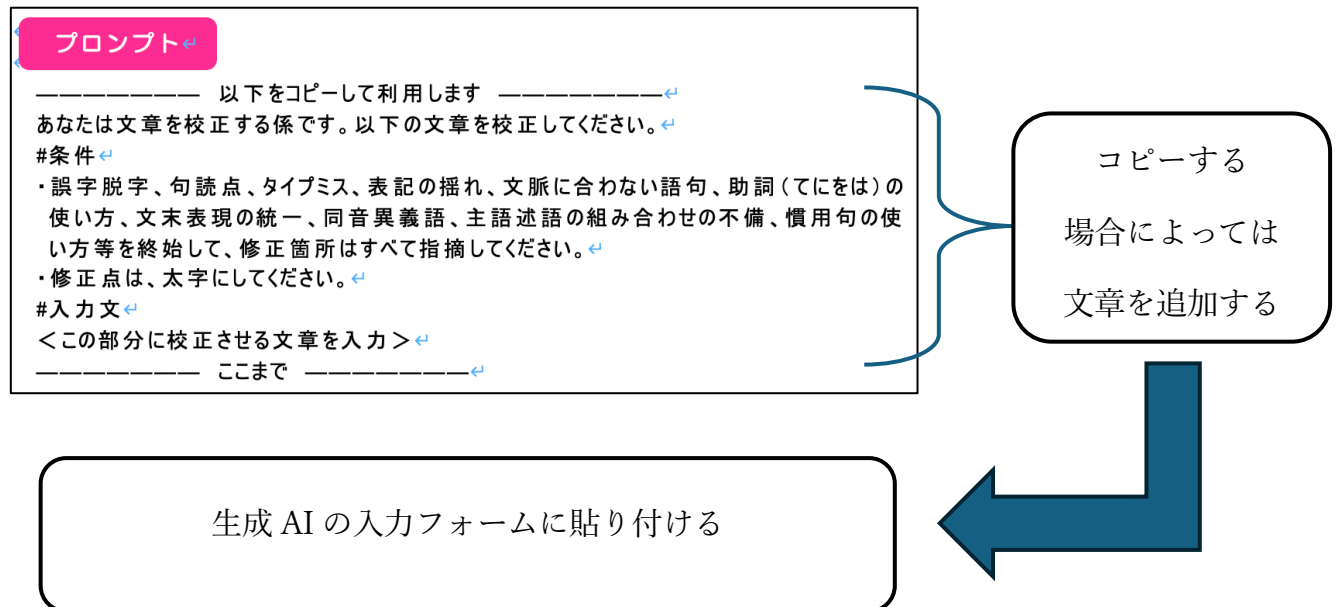 プロンプト
——————— 以下をコピーして利用します ———————
あなたは文章を校正する係です。以下の文章を校正してください。
#条件
・誤字脱字、句読点、タイプミス、表記の揺れ、文脈に合わない語句、助詞（てにをは）の
使い方、文末表現の統一、同音異義語、主語述語の組み合わせの不備、慣用句の使
い方等を終始して、修正箇所はすべて指摘してください。
・修正点は、太字にしてください。
#入力文
＜この部分に校正させる文章を入力＞
——————— ここまで ———————
コピーする
場合によっては
文章を追加する
生成 AI の入力フォームに貼り付ける